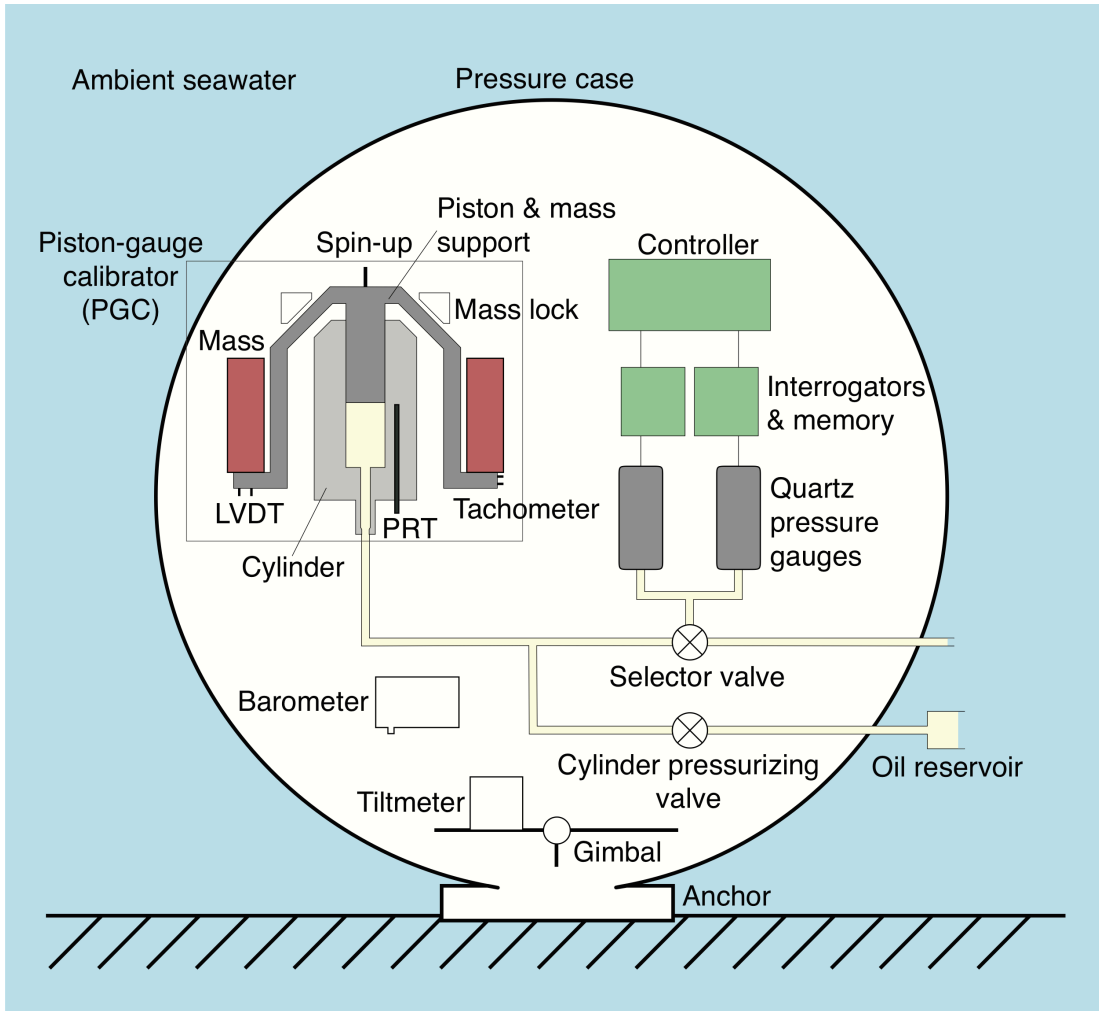 Ambient seawater
Pressure case
Piston & mass
support
Spin-up
Piston-gauge
calibrator
(PGC)
Controller
Mass lock
Mass
Interrogators
& memory
LVDT
PRT
Tachometer
Quartz
pressure
gauges
Cylinder
Selector valve
Barometer
Cylinder pressurizing
valve
Oil reservoir
Tiltmeter
Gimbal
Anchor